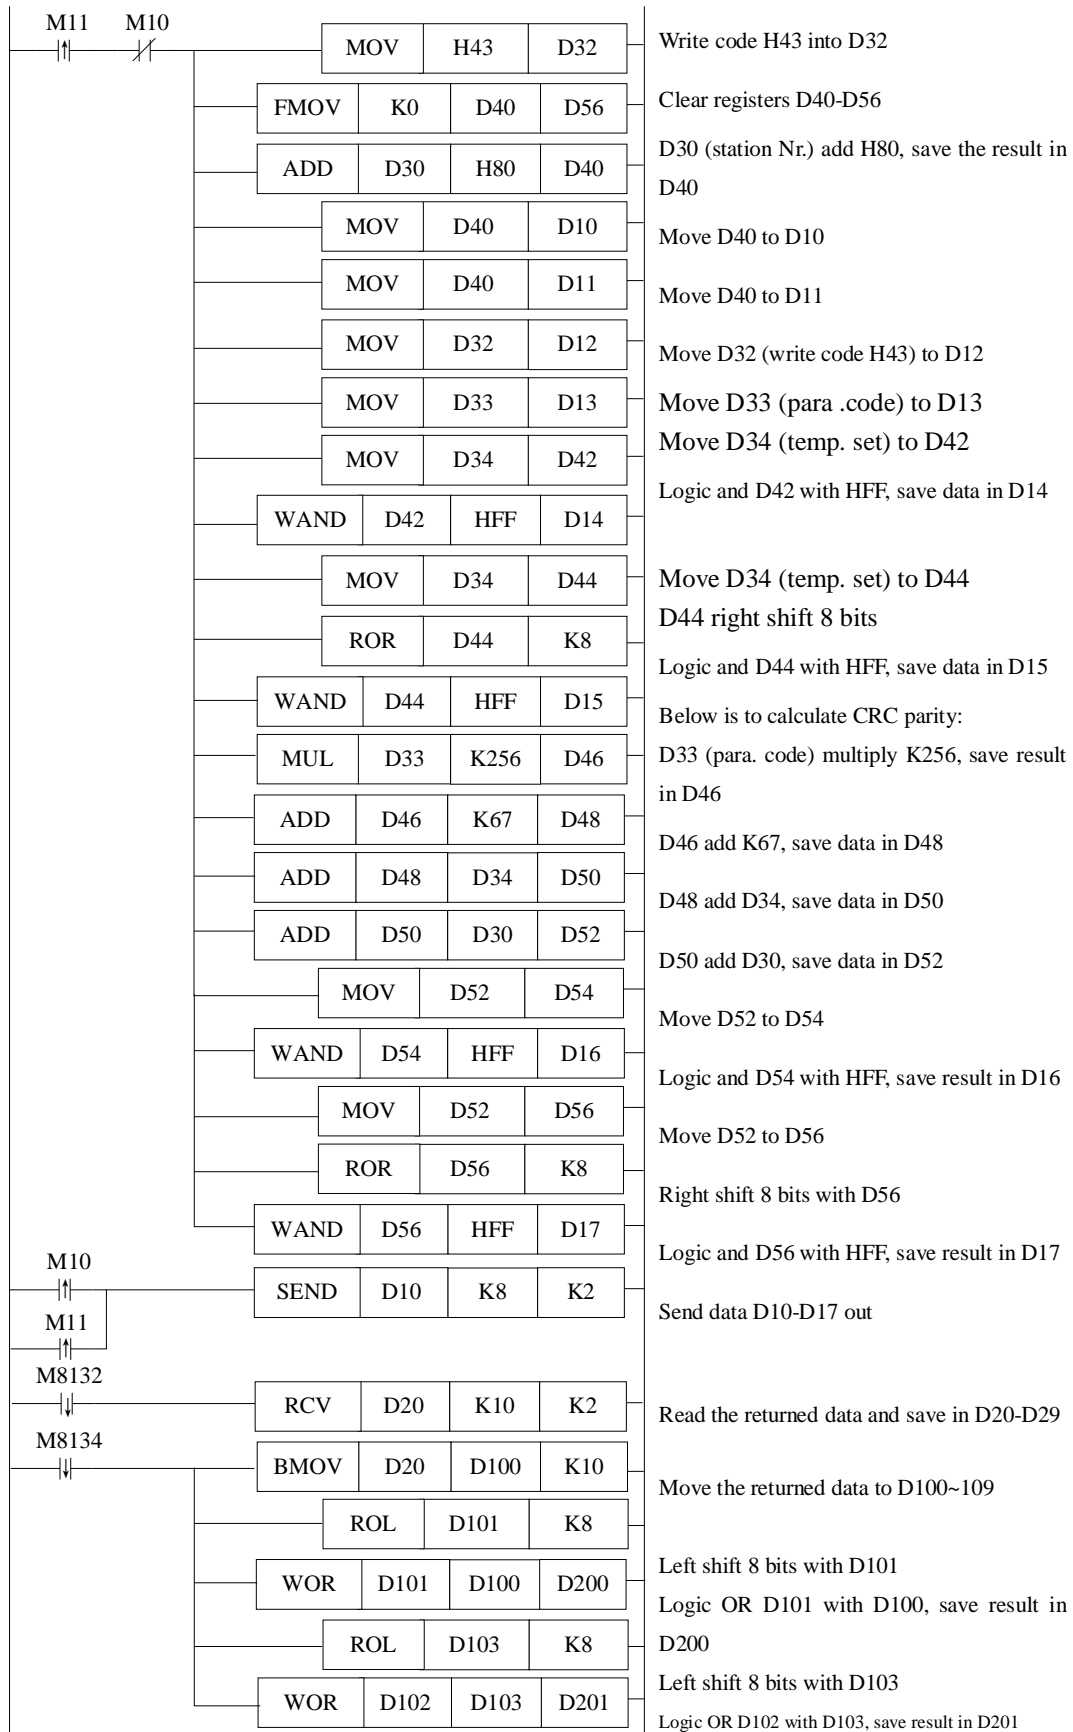 M11 M10
MOV H43 D32 Write code H43 into D32
FMOV K0 D40 D56 Clear registers D40-D56
ADD D30 H80 D40 D30 (station Nr.) add H80, save the result in
D40
MOV D40 D10 Move D40 to D10
MOV D40 D11 Move D40 to D11
MOV D32 D12 Move D32 (write code H43) to D12
MOV D33 D13 Move D33 (para .code) to D13
MOV D34 D42 Move D34 (temp. set) to D42
WAND D42 HFF D14 Logic and D42 with HFF, save data in D14
MOV D34 D44 Move D34 (temp. set) to D44
ROR D44 K8 D44 right shift 8 bits
WAND D44 HFF D15 Logic and D44 with HFF, save data in D15
Below is to calculate CRC parity:
MUL D33 K256 D46 D33 (para. code) multiply K256, save result
in D46
ADD D46 K67 D48 D46 add K67, save data in D48
ADD D48 D34 D50 D48 add D34, save data in D50
ADD D50 D30 D52 D50 add D30, save data in D52
MOV D52 D54 Move D52 to D54
WAND D54 HFF D16 Logic and D54 with HFF, save result in D16
MOV D52 D56 Move D52 to D56
ROR D56 K8 Right shift 8 bits with D56
WAND D56 HFF D17 Logic and D56 with HFF, save result in D17
M10
SEND D10 K8 K2 Send data D10-D17 out
M11
M8132
RCV D20 K10 K2 Read the returned data and save in D20-D29
M8134
BMOV D20 D100 K10 Move the returned data to D100~109
ROL D101 K8 Left shift 8 bits with D101
WOR D101 D100 D200 Logic OR D101 with D100, save result in
D200
ROL D103 K8 Left shift 8 bits with D103
WOR D102 D103 D201 Logic OR D102 with D103, save result in D201